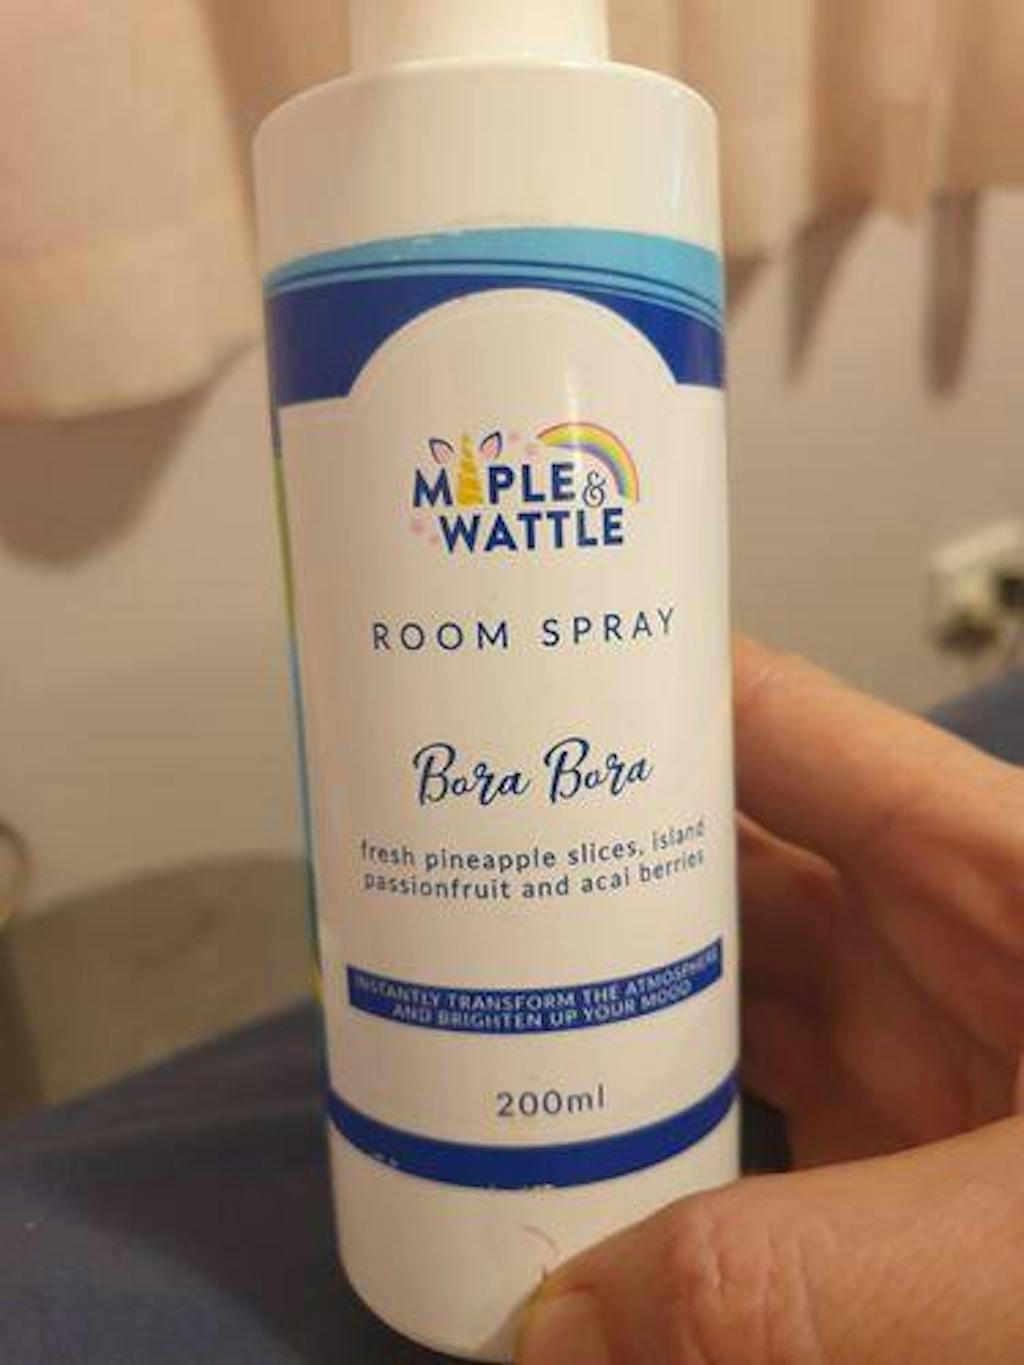 MAPLE &
WATTLE
ROOM SPRAY
Bora Bora
fresh pineapple slices, island
passionfruit and acai berries
INSTANTLY TRANSFORM THE ATMOSPHERE
AND BRIGHTEN UP YOUR MOOD
200ml